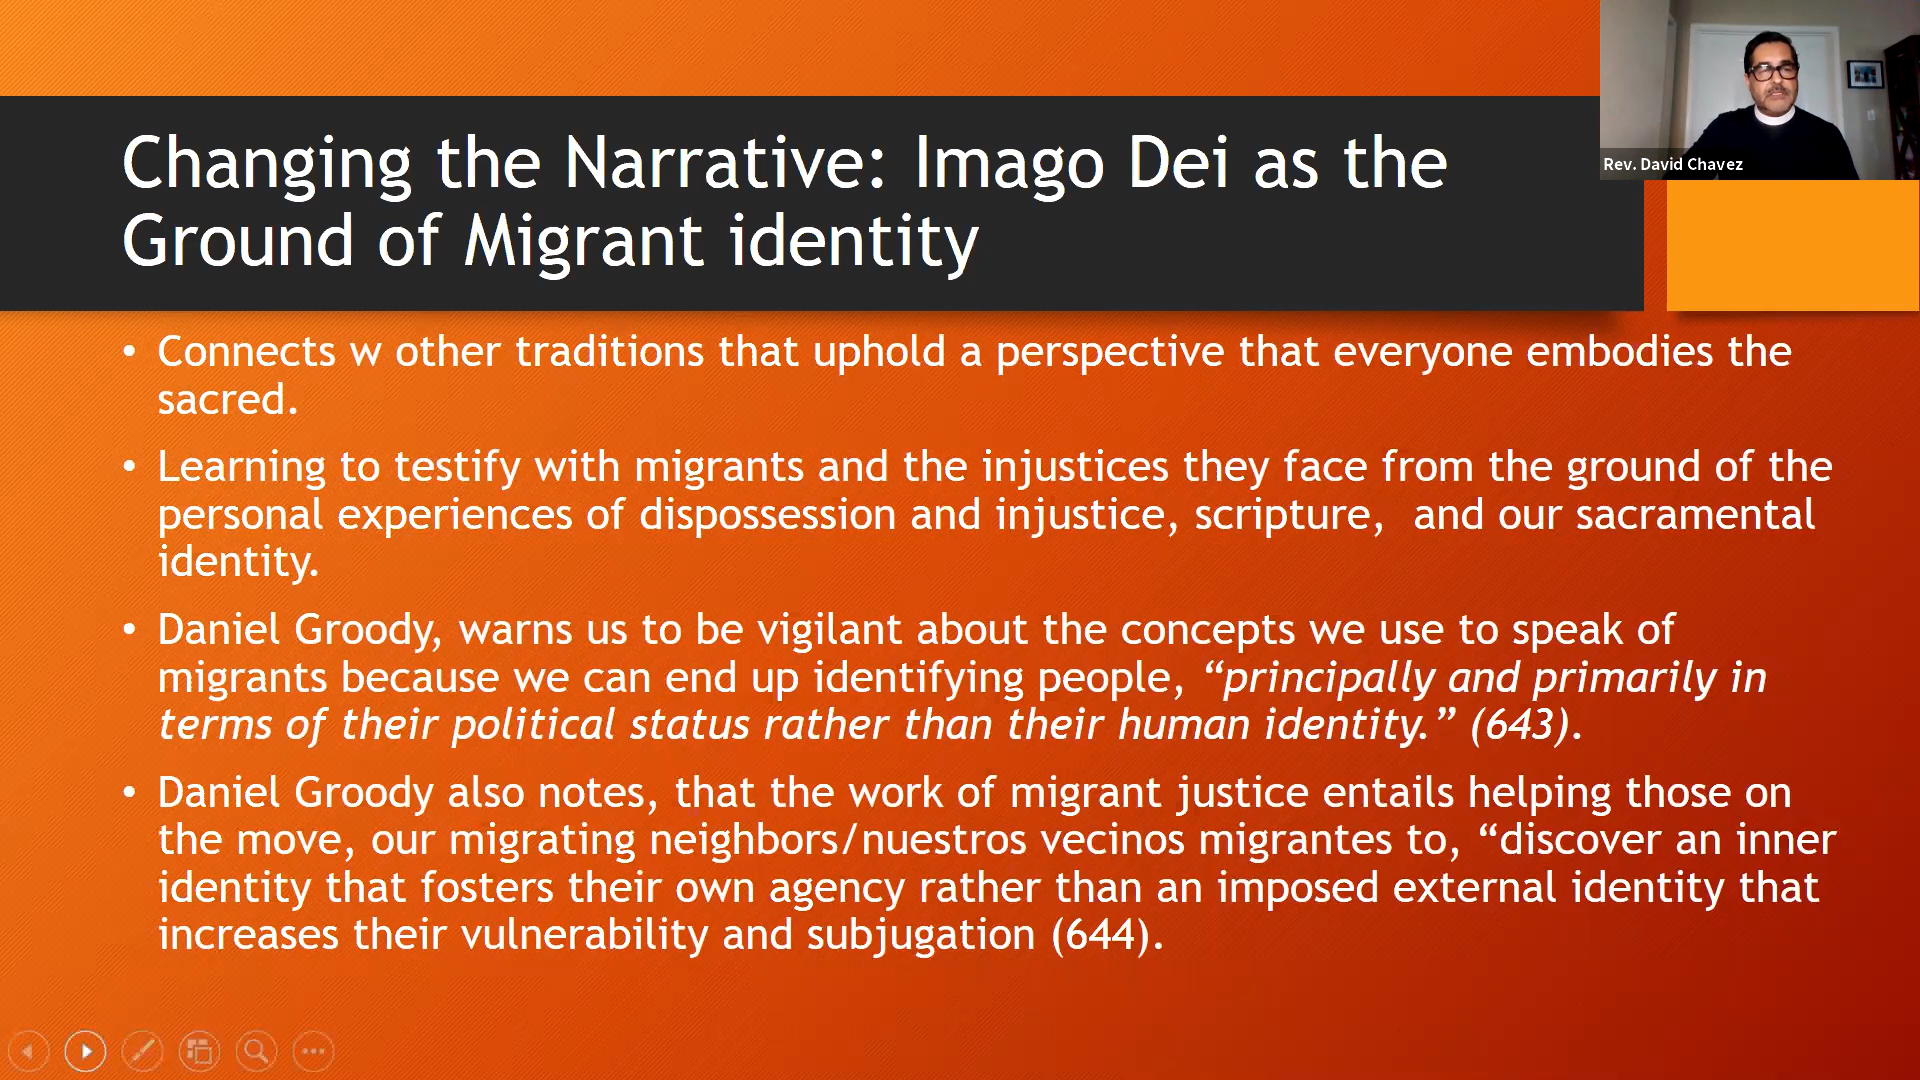 Rev. David Chavez
Changing the Narrative: Imago Dei as the
Ground of Migrant identity
• Connects w other traditions that uphold a perspective that everyone embodies the
sacred.
• Learning to testify with migrants and the injustices they face from the ground of the
personal experiences of dispossession and injustice, scripture,  and our sacramental
identity.
• Daniel Groody, warns us to be vigilant about the concepts we use to speak of
migrants because we can end up identifying people, “principally and primarily in
terms of their political status rather than their human identity.” (643).
• Daniel Groody also notes, that the work of migrant justice entails helping those on
the move, our migrating neighbors/nuestros vecinos migrantes to, “discover an inner
identity that fosters their own agency rather than an imposed external identity that
increases their vulnerability and subjugation (644).